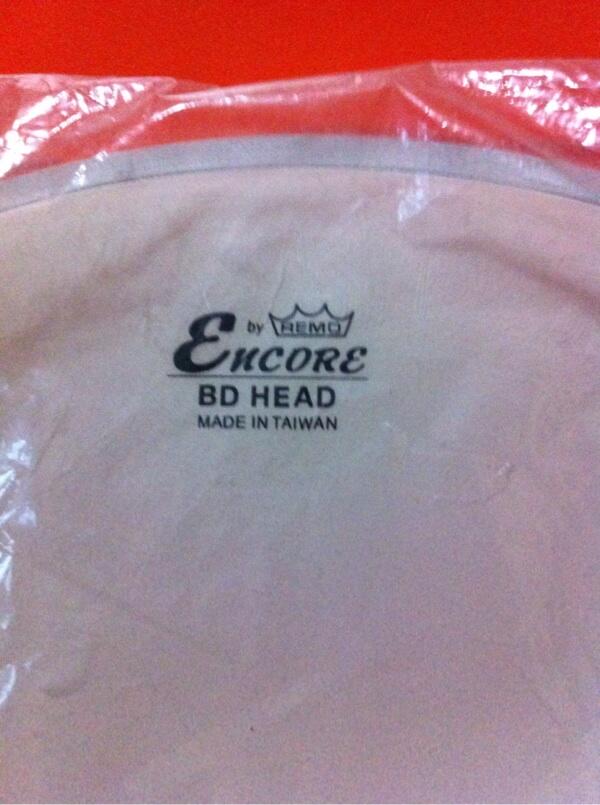 by REMO
ENCORE
BD HEAD
MADE IN TAIWAN